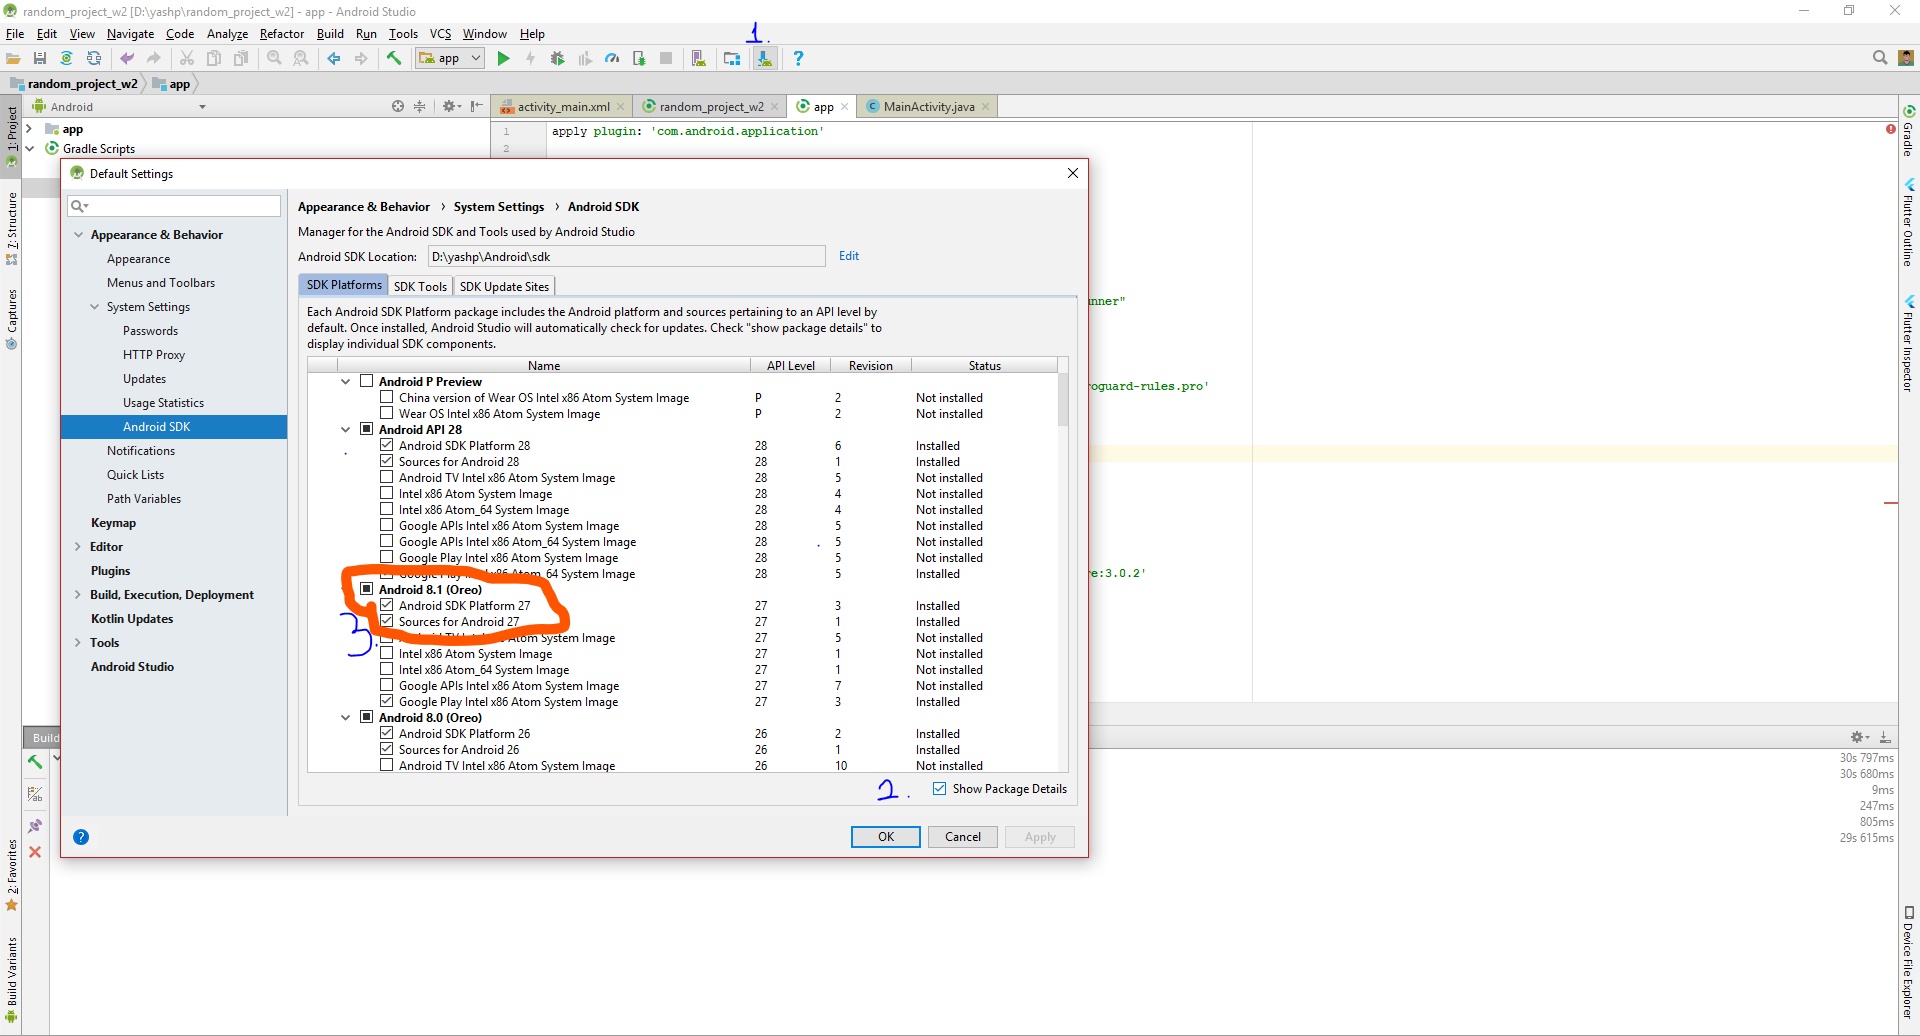 random_project_w2 [D:\yashp\random_project_w2] - app - Android Studio
File Edit View Navigate Code Analyze Refactor Build Run Tools VCS Window Help
1.
app
random_project_w2 app
Android
activity_main.xml random_project_w2 app MainActivity.java
1: Project
7: Structure
Captures
2: Favorites
Build Variants
Gradle
Flutter Outline
Flutter Inspector
Device File Explorer
app
Gradle Scripts
1 apply plugin: 'com.android.application'
2
nner"
roguard-rules.pro'
re:3.0.2'
Default Settings
Appearance & Behavior
Appearance
Menus and Toolbars
System Settings
Passwords
HTTP Proxy
Updates
Usage Statistics
Android SDK
Notifications
Quick Lists
Path Variables
Keymap
Editor
Plugins
Build, Execution, Deployment
Kotlin Updates
Tools
Android Studio
Appearance & Behavior › System Settings › Android SDK
Manager for the Android SDK and Tools used by Android Studio
Android SDK Location: D:\yashp\Android\sdk Edit
SDK Platforms SDK Tools SDK Update Sites
Each Android SDK Platform package includes the Android platform and sources pertaining to an API level by
default. Once installed, Android Studio will automatically check for updates. Check "show package details" to
display individual SDK components.
Name API Level Revision Status
Android P Preview
China version of Wear OS Intel x86 Atom System Image P 2 Not installed
Wear OS Intel x86 Atom System Image P 2 Not installed
Android API 28
Android SDK Platform 28 28 6 Installed
Sources for Android 28 28 1 Installed
Android TV Intel x86 Atom System Image 28 5 Not installed
Intel x86 Atom System Image 28 4 Not installed
Intel x86 Atom_64 System Image 28 4 Not installed
Google APIs Intel x86 Atom System Image 28 5 Not installed
Google APIs Intel x86 Atom_64 System Image 28 5 Not installed
Google Play Intel x86 Atom System Image 28 5 Not installed
Google Play Intel x86 Atom_64 System Image 28 5 Installed
Android 8.1 (Oreo)
Android SDK Platform 27 27 3 Installed
Sources for Android 27 27 1 Installed
3.
Android TV Intel x86 Atom System Image 27 5 Not installed
Intel x86 Atom System Image 27 1 Not installed
Intel x86 Atom_64 System Image 27 1 Not installed
Google APIs Intel x86 Atom System Image 27 7 Not installed
Google Play Intel x86 Atom System Image 27 3 Installed
Android 8.0 (Oreo)
Android SDK Platform 26 26 2 Installed
Sources for Android 26 26 1 Installed
Android TV Intel x86 Atom System Image 26 10 Not installed
2. Show Package Details
OK Cancel Apply
Build
30s 797ms
30s 680ms
9ms
247ms
805ms
29s 615ms